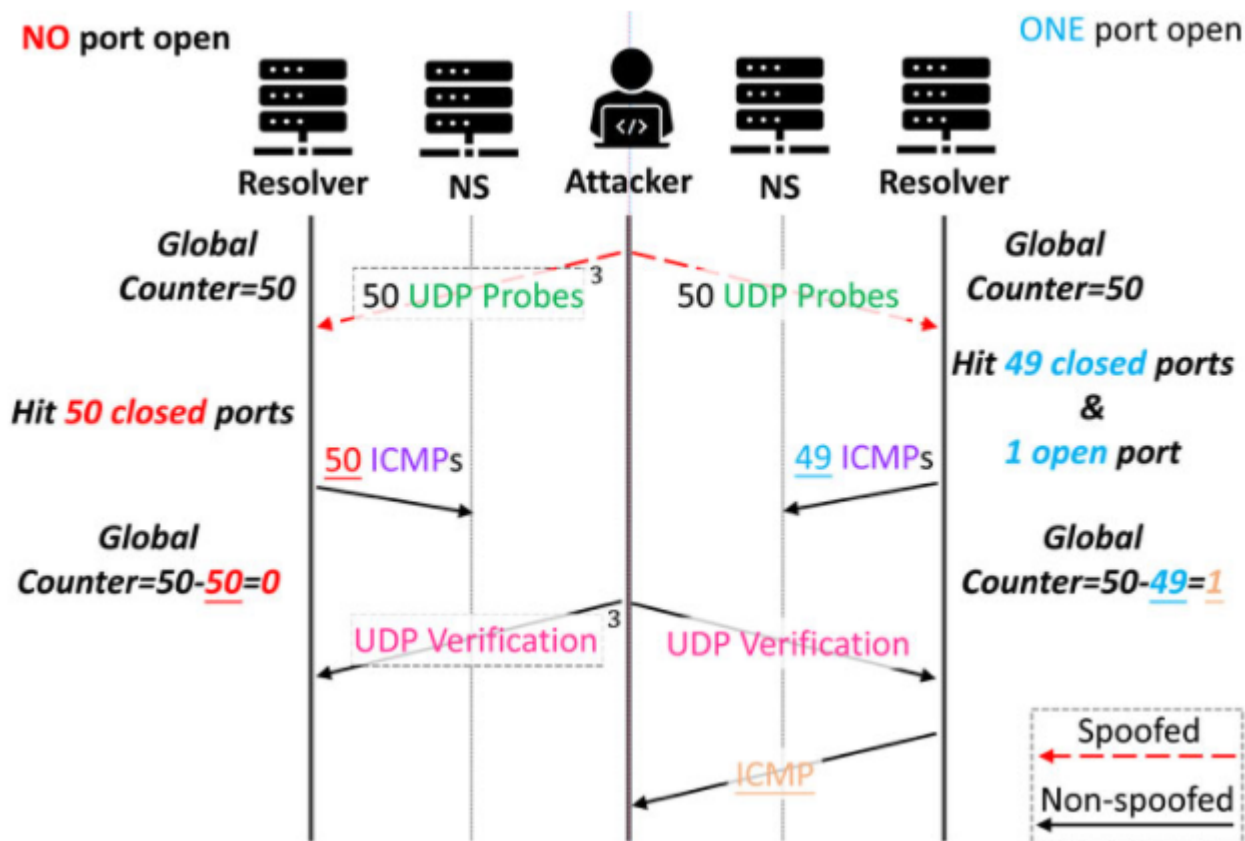 NO port open
ONE port open
</>
Resolver
NS
Attacker
NS
Resolver
Global
Counter=50
50 UDP Probes
3
50 UDP Probes
Global
Counter=50
Hit 50 closed ports
Hit 49 closed ports
&
1 open port
50 ICMPs
49 ICMPs
Global
Counter=50-50=0
Global
Counter=50-49=1
UDP Verification
3
UDP Verification
ICMP
Spoofed
Non-spoofed